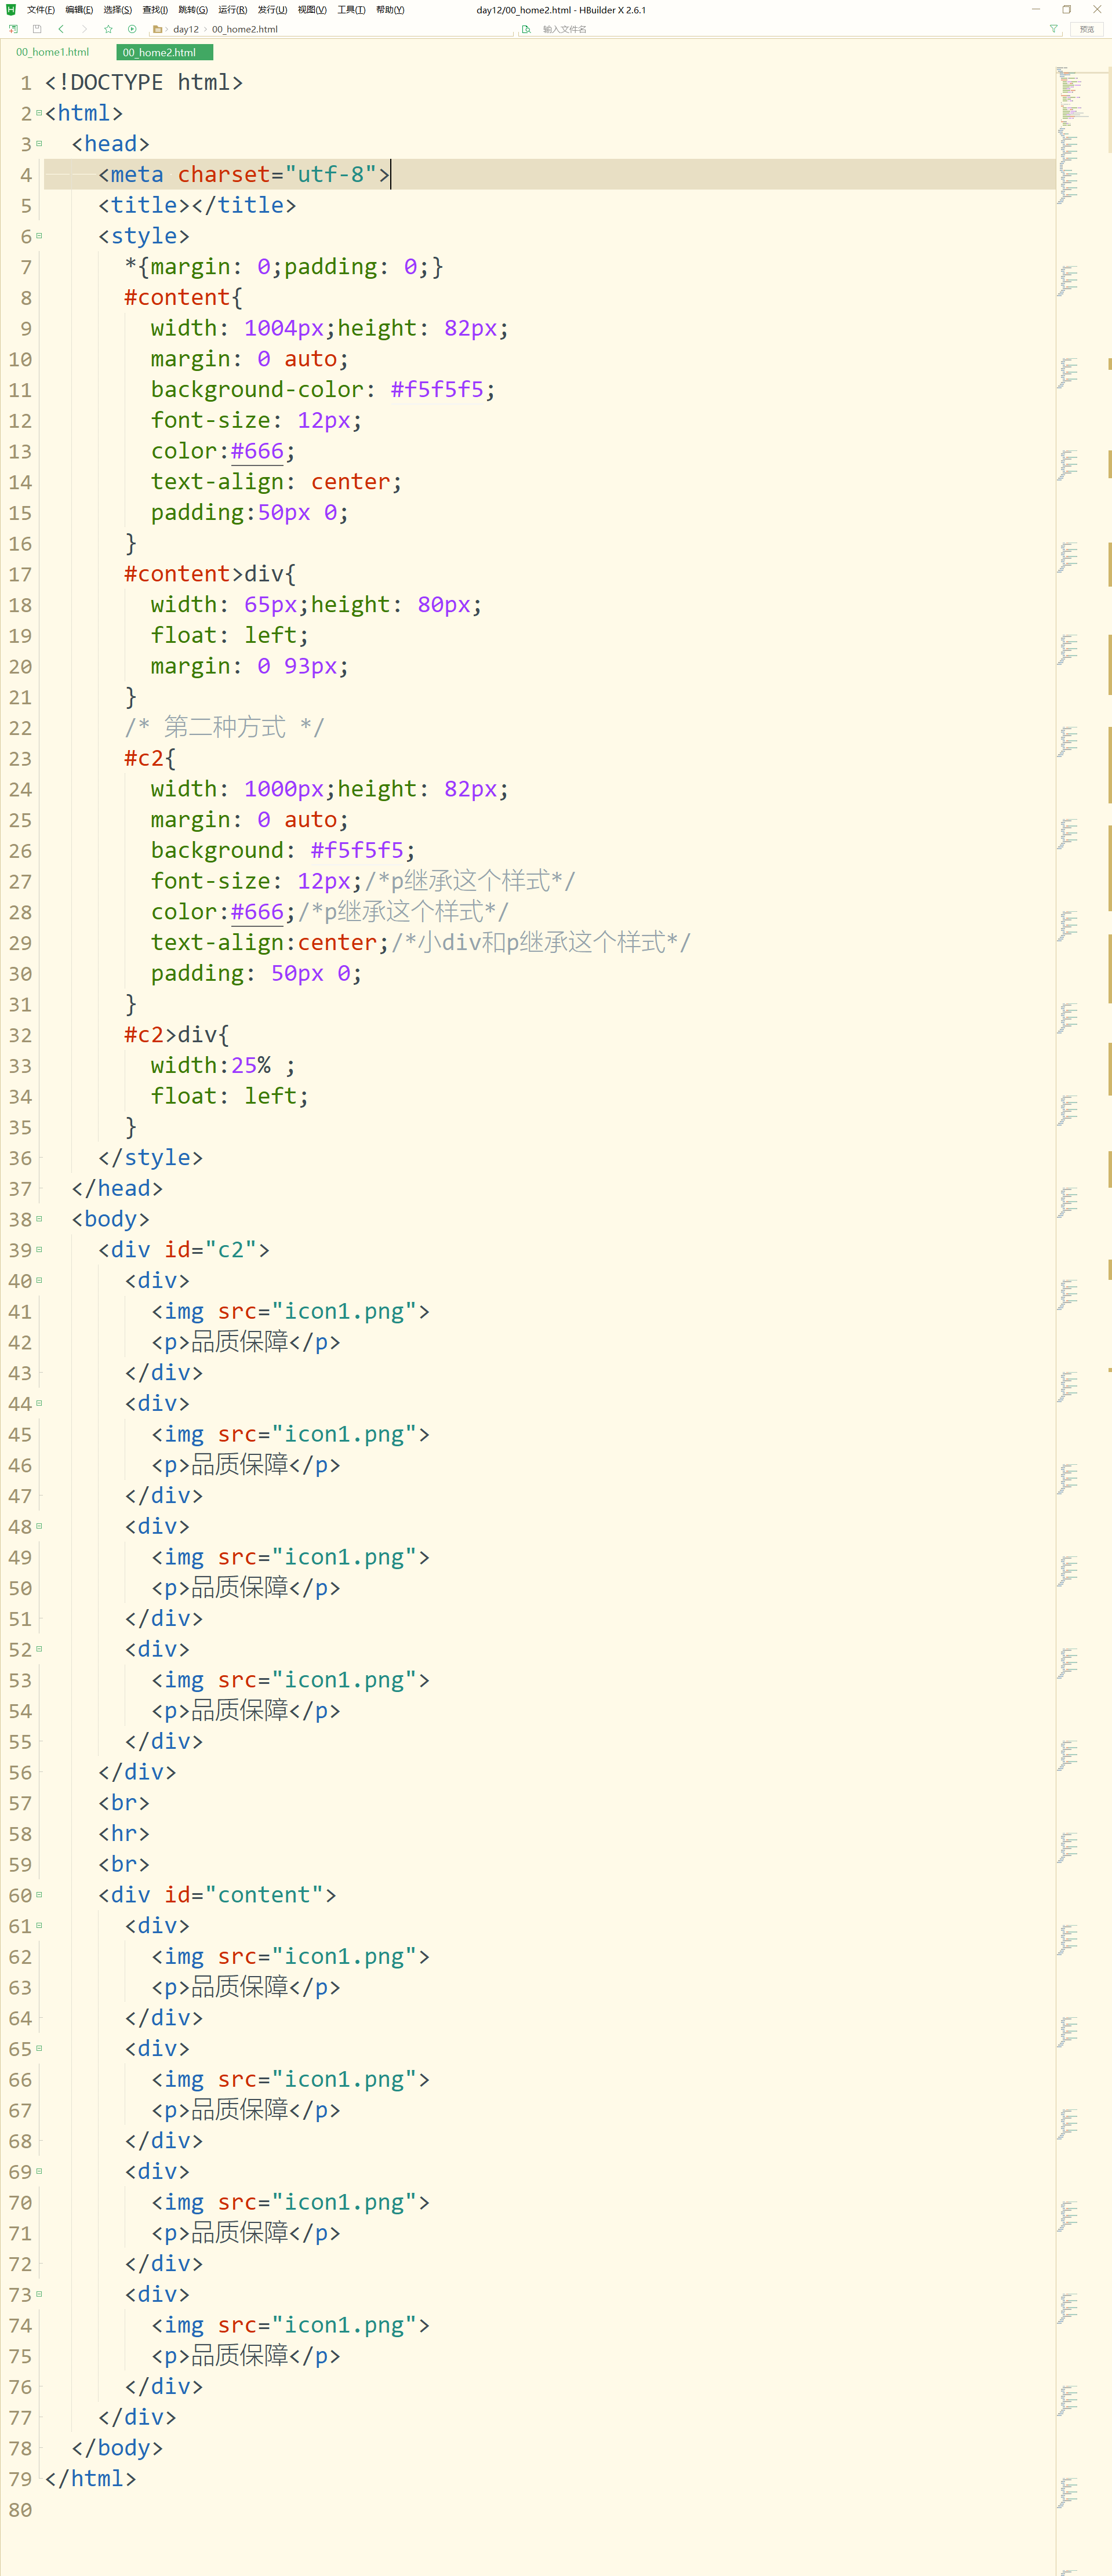 文件(F) 编辑(E) 选择(S) 查找(I) 跳转(G) 运行(R) 发行(U) 视图(V) 工具(T) 帮助(Y) day12/00_home2.html - HBuilder X 2.6.1
day12 00_home2.html 输入文件名 预览
00_home1.html 00_home2.html
1 <!DOCTYPE html>
2 <html>
3 <head>
4 <meta charset="utf-8">
5 <title></title>
6 <style>
7 *{margin: 0;padding: 0;}
8 #content{
9 width: 1004px;height: 82px;
10 margin: 0 auto;
11 background-color: #f5f5f5;
12 font-size: 12px;
13 color:#666;
14 text-align: center;
15 padding:50px 0;
16 }
17 #content>div{
18 width: 65px;height: 80px;
19 float: left;
20 margin: 0 93px;
21 }
22 /* 第二种方式 */
23 #c2{
24 width: 1000px;height: 82px;
25 margin: 0 auto;
26 background: #f5f5f5;
27 font-size: 12px;/*p继承这个样式*/
28 color:#666;/*p继承这个样式*/
29 text-align:center;/*小div和p继承这个样式*/
30 padding: 50px 0;
31 }
32 #c2>div{
33 width:25% ;
34 float: left;
35 }
36 </style>
37 </head>
38 <body>
39 <div id="c2">
40 <div>
41 <img src="icon1.png">
42 <p>品质保障</p>
43 </div>
44 <div>
45 <img src="icon1.png">
46 <p>品质保障</p>
47 </div>
48 <div>
49 <img src="icon1.png">
50 <p>品质保障</p>
51 </div>
52 <div>
53 <img src="icon1.png">
54 <p>品质保障</p>
55 </div>
56 </div>
57 <br>
58 <hr>
59 <br>
60 <div id="content">
61 <div>
62 <img src="icon1.png">
63 <p>品质保障</p>
64 </div>
65 <div>
66 <img src="icon1.png">
67 <p>品质保障</p>
68 </div>
69 <div>
70 <img src="icon1.png">
71 <p>品质保障</p>
72 </div>
73 <div>
74 <img src="icon1.png">
75 <p>品质保障</p>
76 </div>
77 </div>
78 </body>
79 </html>
80